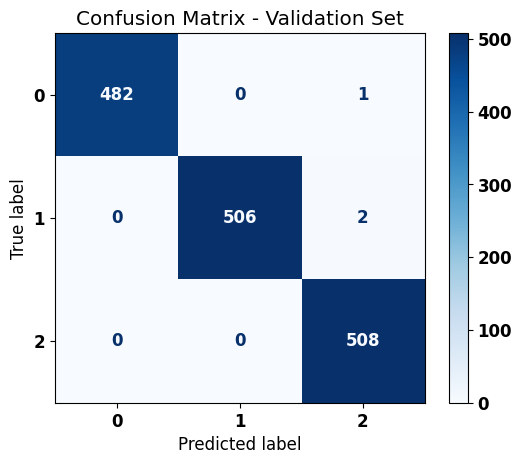 Confusion Matrix - Validation Set
500
400
300
200
100
0
True label
0
482 0 1
1
0 506 2
2
0 0 508
0 1 2
Predicted label